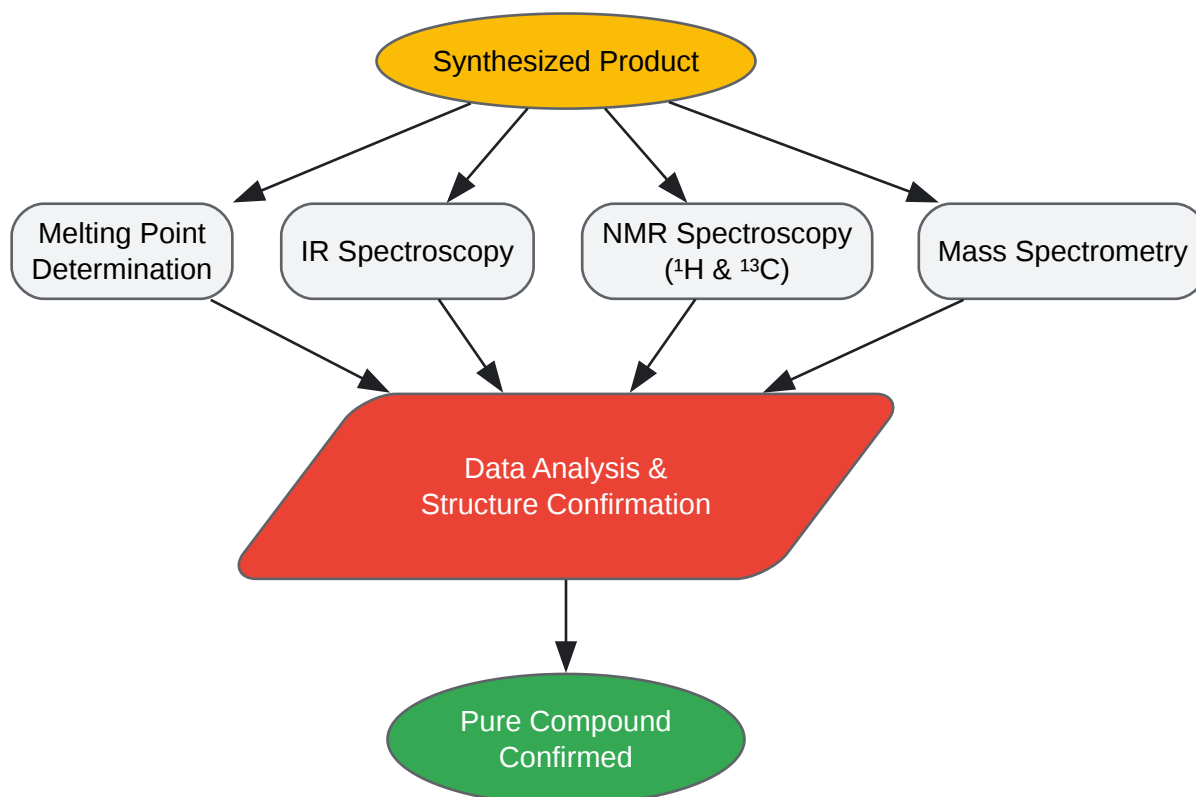 Synthesized Product
Melting Point
Determination
IR Spectroscopy
NMR Spectroscopy
(¹H & ¹³C)
Mass Spectrometry
Data Analysis &
Structure Confirmation
Pure Compound
Confirmed